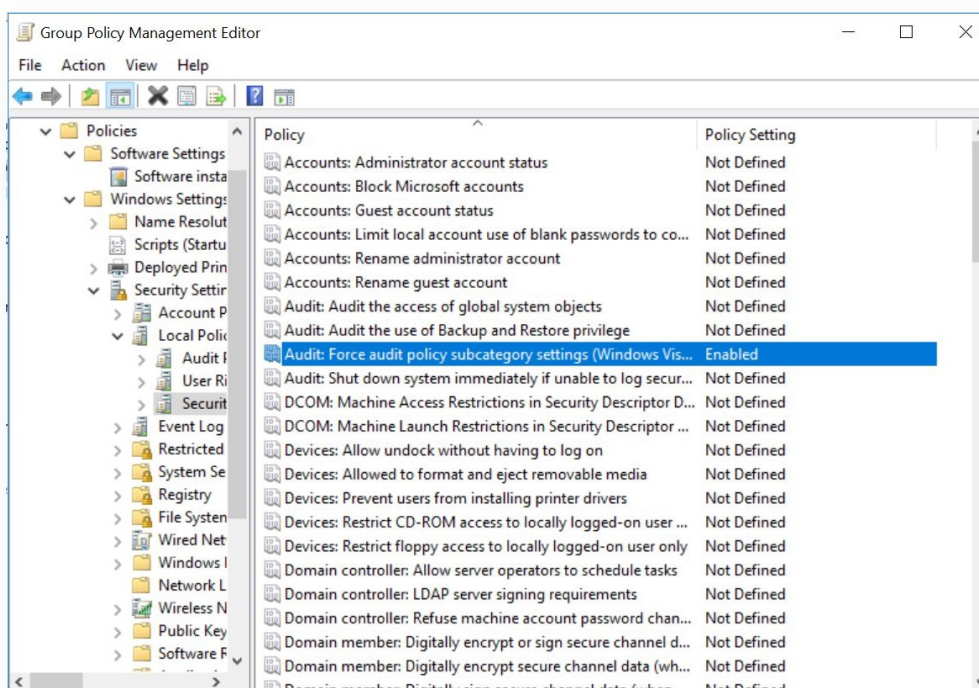 Group Policy Management Editor
File Action View Help
Policies
Software Settings
Software insta
Windows Settings
Name Resolut
Scripts (Startu
Deployed Prin
Security Settin
Account P
Local Polic
Audit P
User Ri
Securit
Event Log
Restricted
System Se
Registry
File System
Wired Net
Windows
Network L
Wireless N
Public Key
Software R
Policy Policy Setting
Accounts: Administrator account status Not Defined
Accounts: Block Microsoft accounts Not Defined
Accounts: Guest account status Not Defined
Accounts: Limit local account use of blank passwords to co... Not Defined
Accounts: Rename administrator account Not Defined
Accounts: Rename guest account Not Defined
Audit: Audit the access of global system objects Not Defined
Audit: Audit the use of Backup and Restore privilege Not Defined
Audit: Force audit policy subcategory settings (Windows Vis... Enabled
Audit: Shut down system immediately if unable to log secur... Not Defined
DCOM: Machine Access Restrictions in Security Descriptor D... Not Defined
DCOM: Machine Launch Restrictions in Security Descriptor ... Not Defined
Devices: Allow undock without having to log on Not Defined
Devices: Allowed to format and eject removable media Not Defined
Devices: Prevent users from installing printer drivers Not Defined
Devices: Restrict CD-ROM access to locally logged-on user ... Not Defined
Devices: Restrict floppy access to locally logged-on user only Not Defined
Domain controller: Allow server operators to schedule tasks Not Defined
Domain controller: LDAP server signing requirements Not Defined
Domain controller: Refuse machine account password chan... Not Defined
Domain member: Digitally encrypt or sign secure channel d... Not Defined
Domain member: Digitally encrypt secure channel data (wh... Not Defined
Domain member: Digitally sign secure channel data (when Not Defined